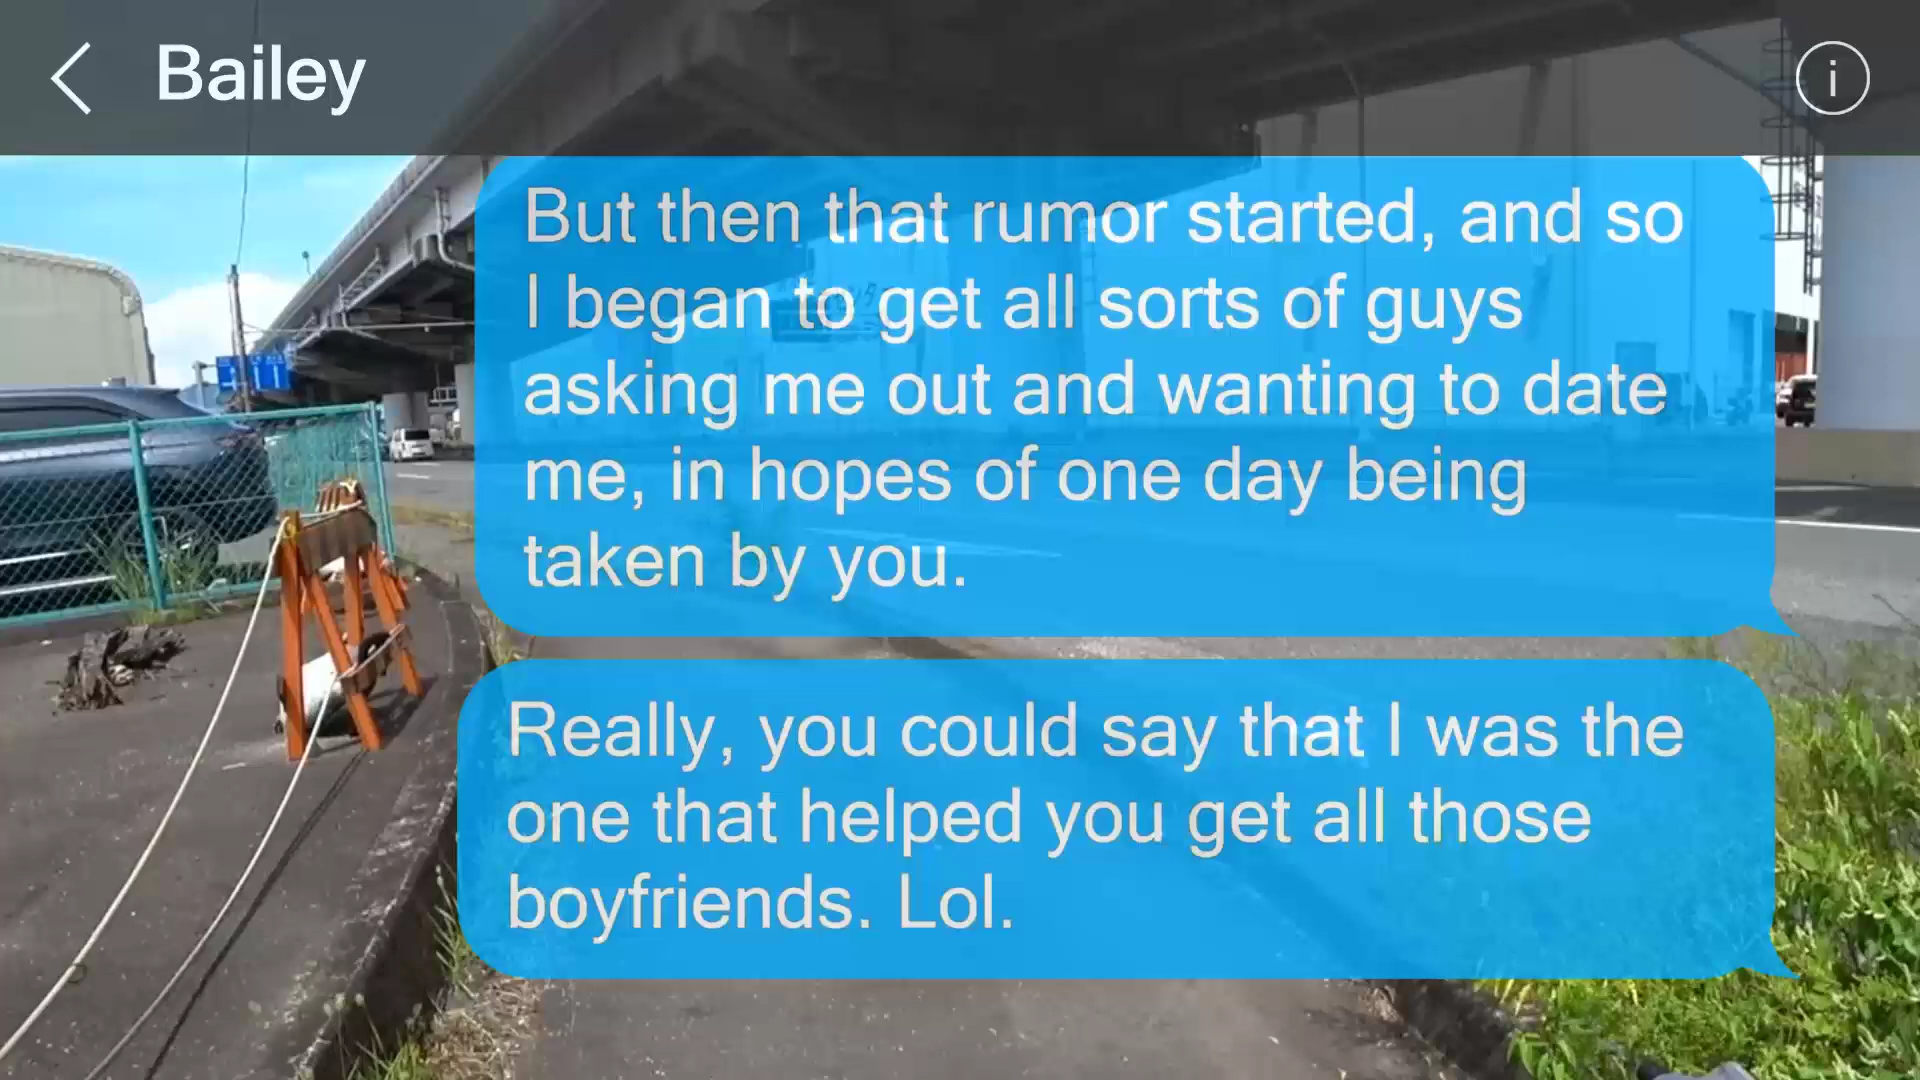 Bailey
But then that rumor started, and so
I began to get all sorts of guys
asking me out and wanting to date
me, in hopes of one day being
taken by you.
Really, you could say that I was the
one that helped you get all those
boyfriends. Lol.